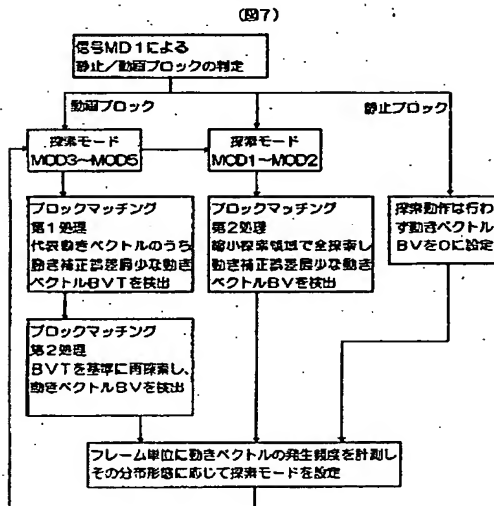 (図7)
信号MD1による
静止／動画ブロックの判定
動画ブロック
静止ブロック
探索モード
MOD3〜MOD5
探索モード
MOD1〜MOD2
ブロックマッチング
第1処理
代表動きベクトルのうち
動き補正誤差最少な動き
ベクトルBVTを検出
ブロックマッチング
第2処理
縮小探索領域で全探索し
動き補正誤差最少な動き
ベクトルBVを検出
探索動作は行わ
ず動きベクトル
BVを0に設定
ブロックマッチング
第2処理
BVTを基準に再探索し、
動きベクトルBVを検出
フレーム単位に動きベクトルの発生頻度を計測し
その分布形態に応じて探索モードを設定